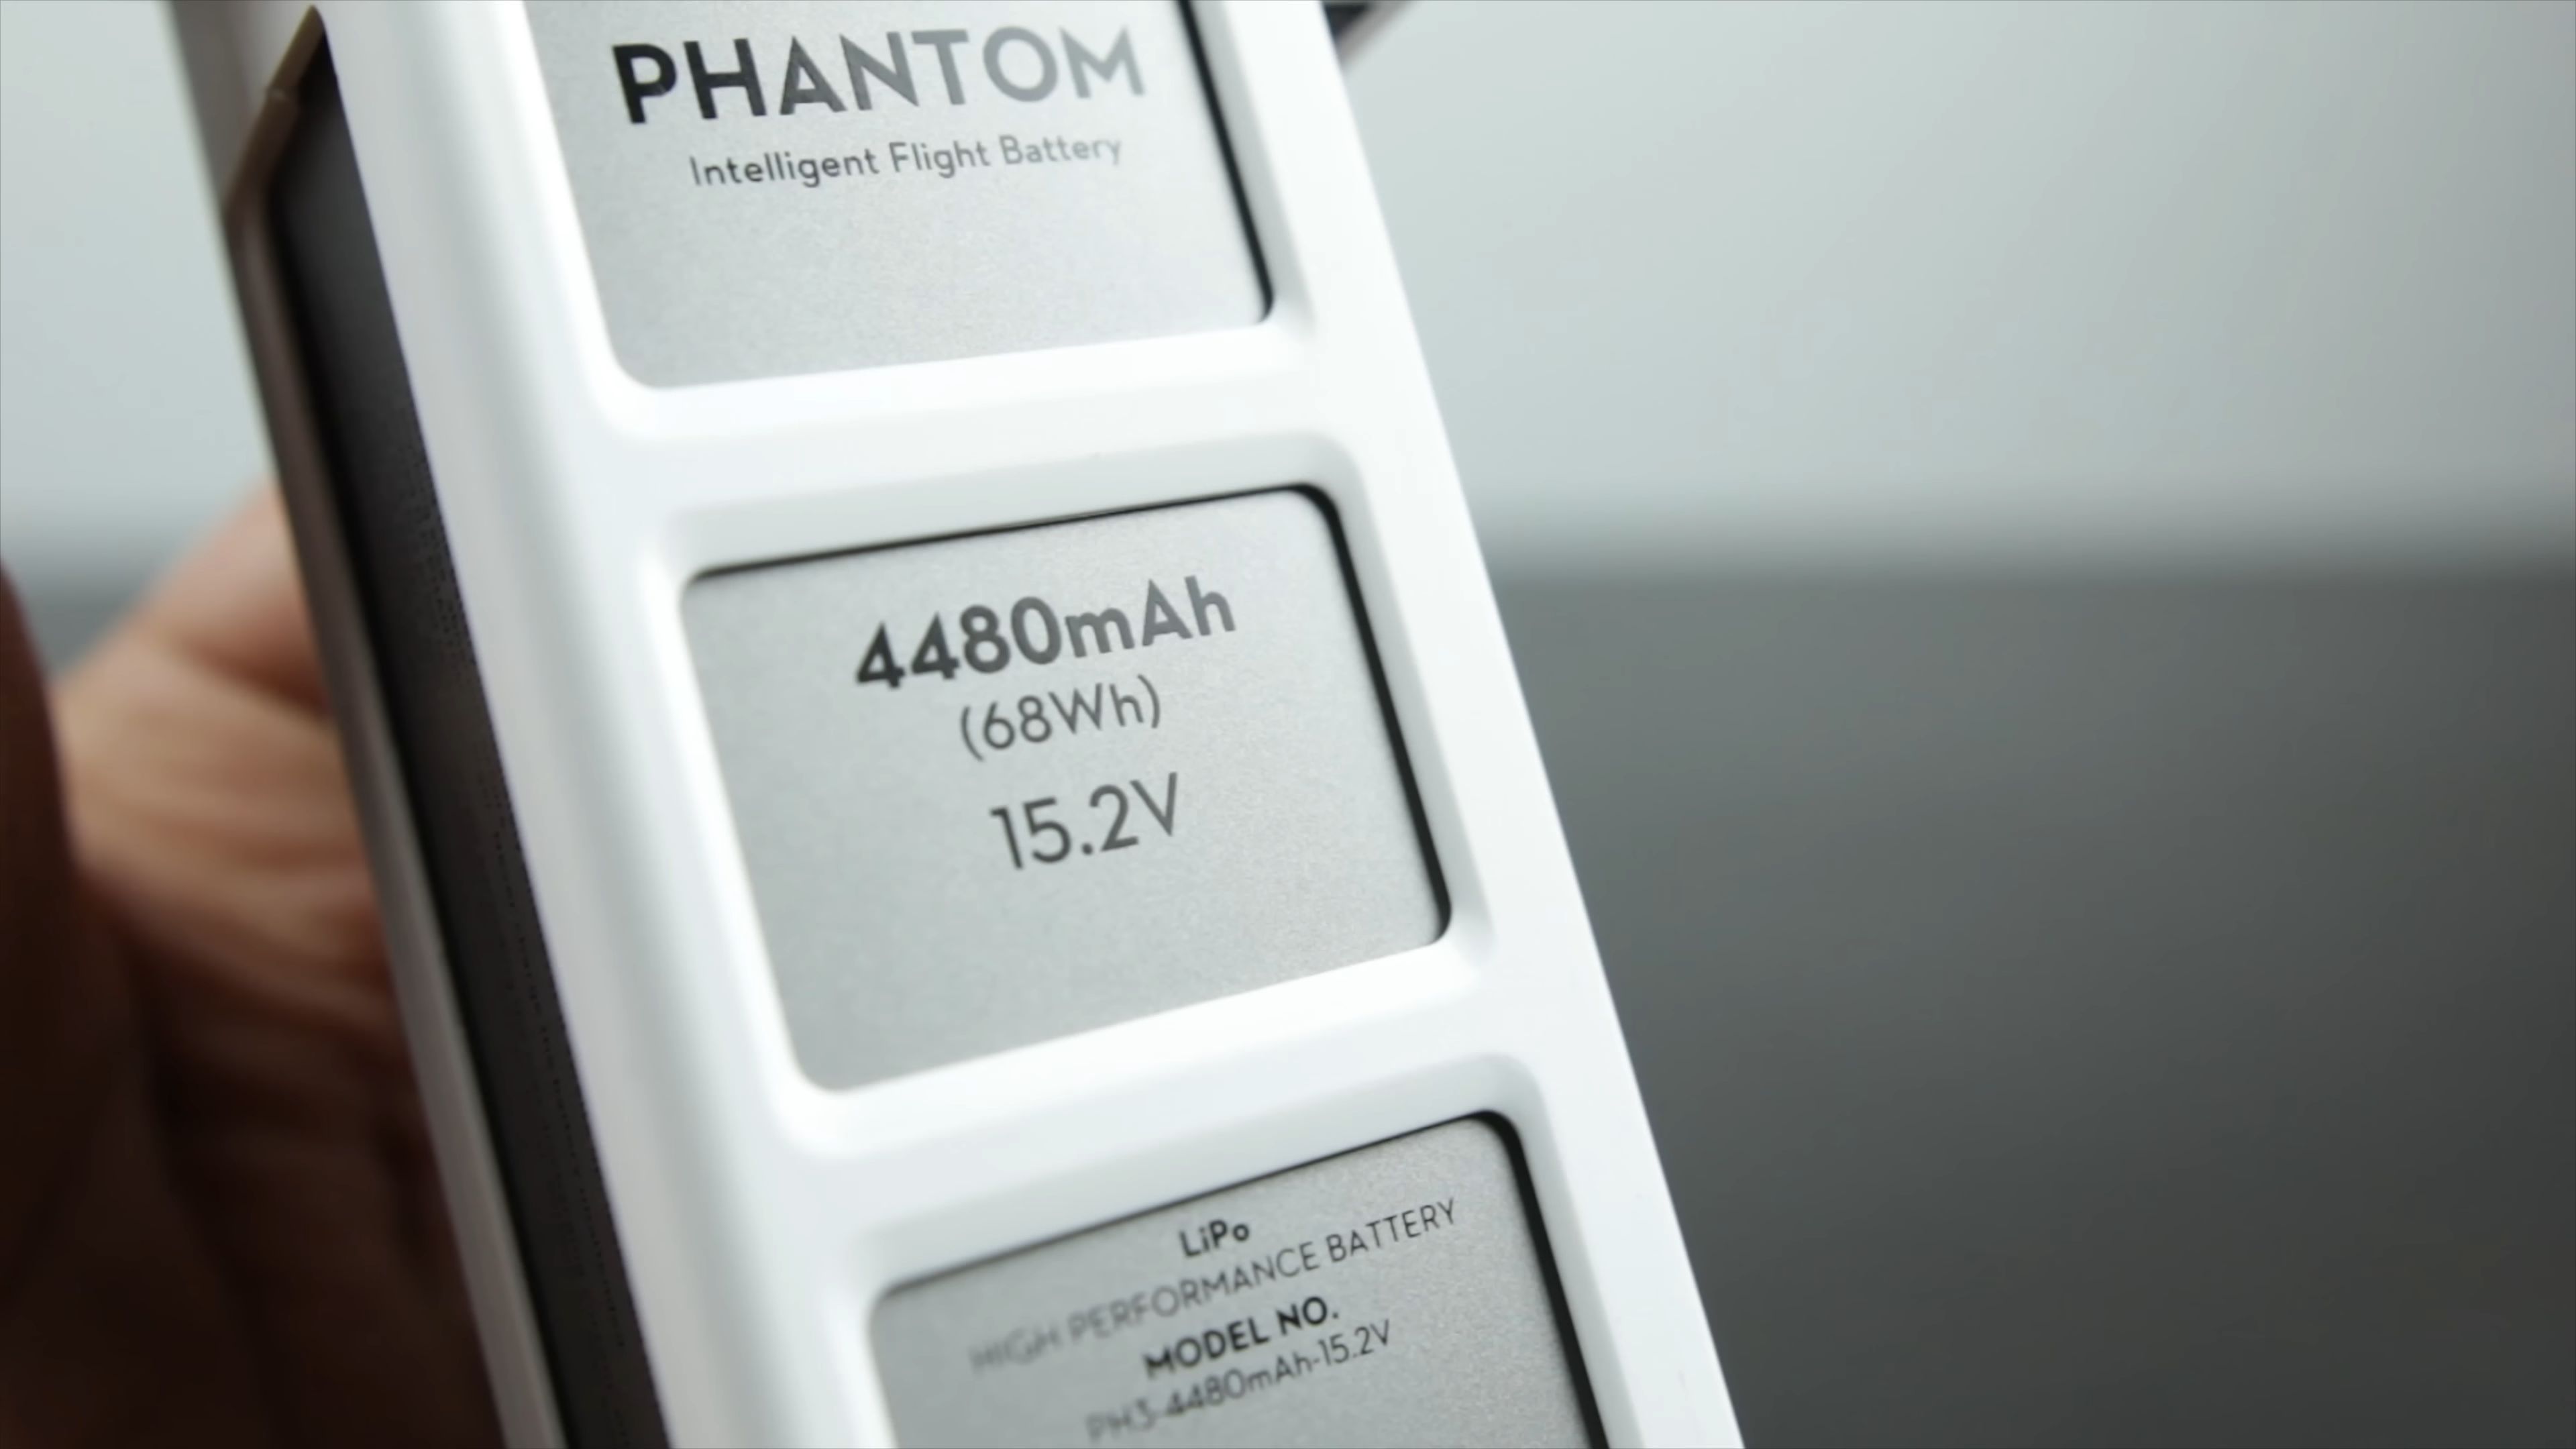 PHANTOM
Intelligent Flight Battery
4480mAh
(68Wh)
15.2V
LiPo
HIGH PERFORMANCE BATTERY
MODEL NO.
PH3-4480mAh-15.2V